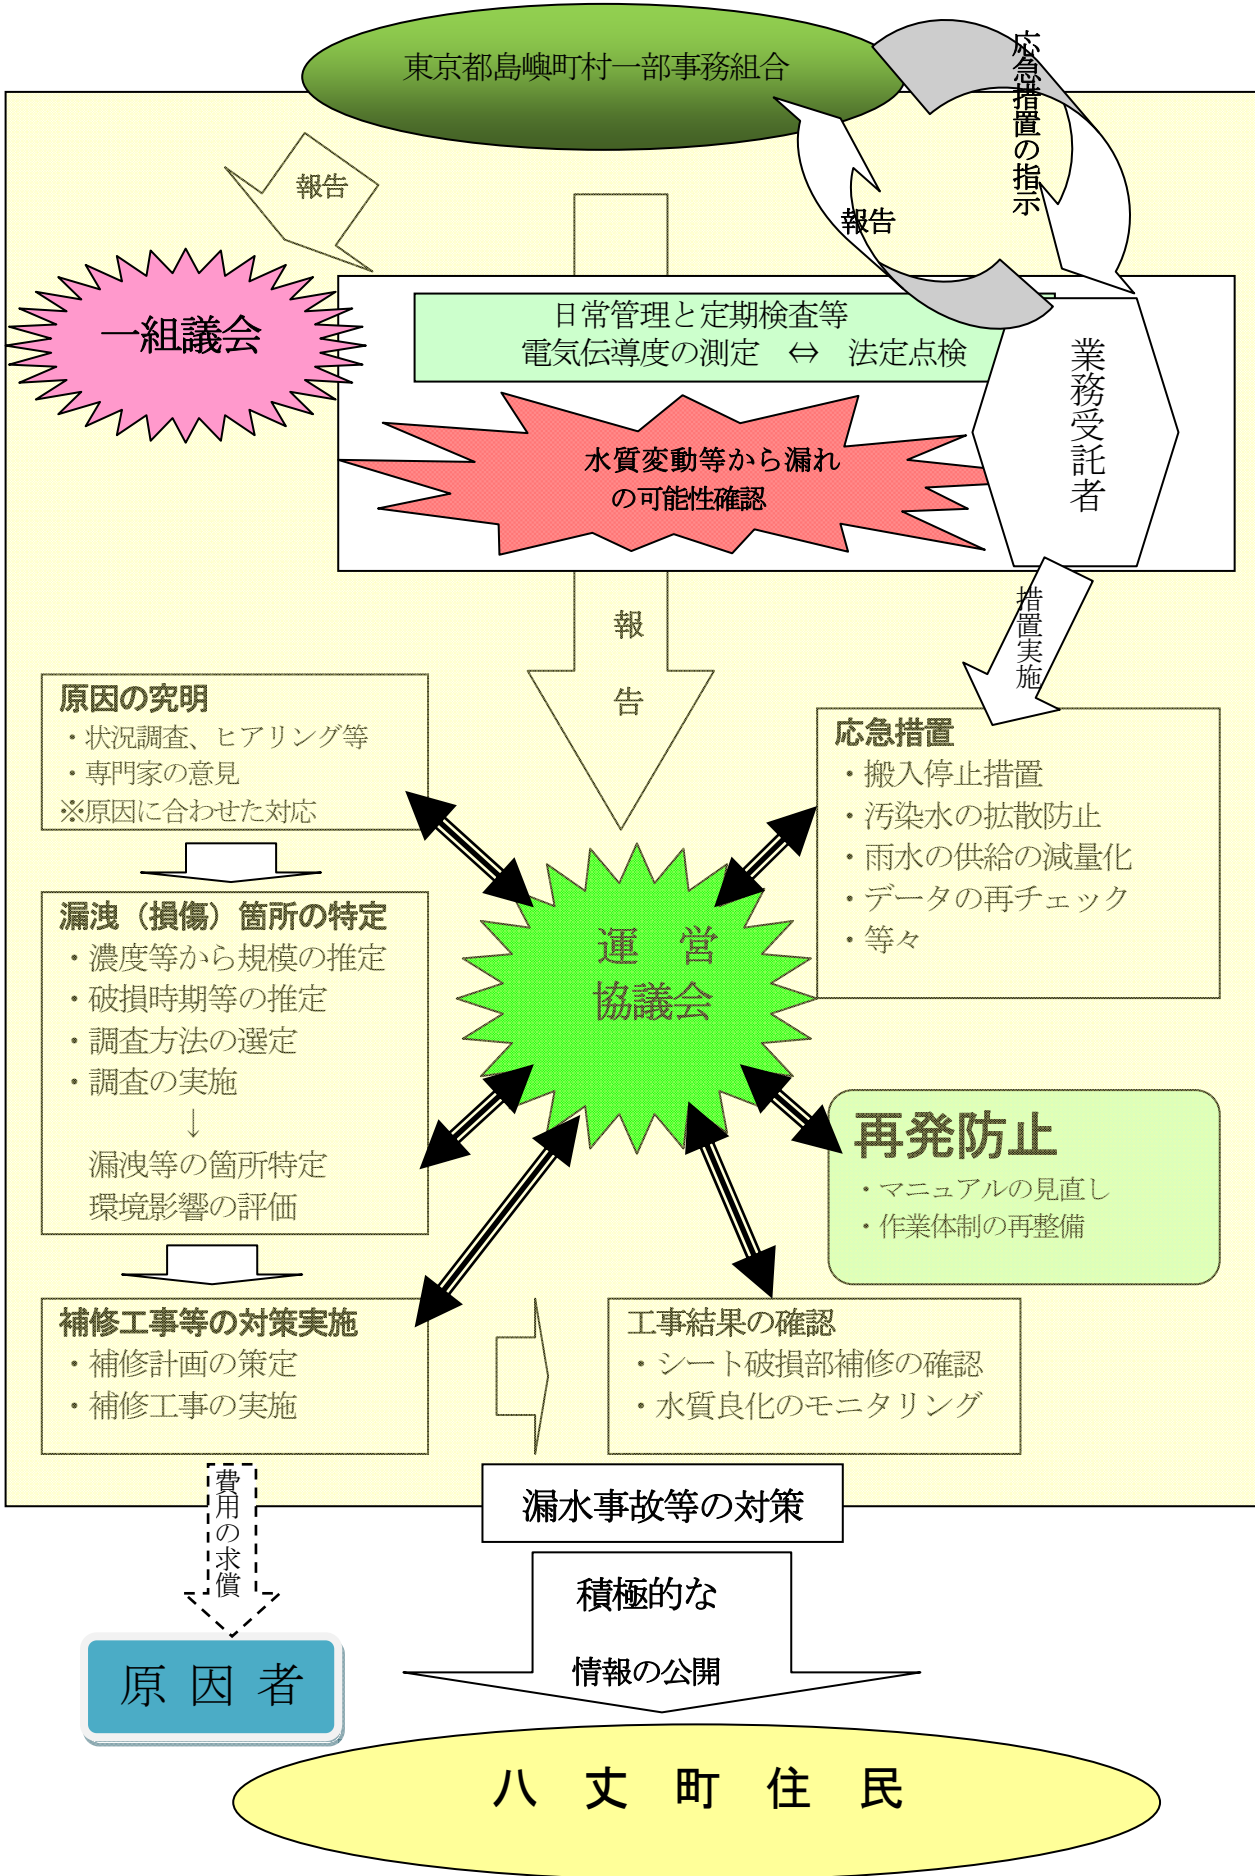 東京都島嶼町村一部事務組合
応急措置の指示
報告
報告
一組議会
日常管理と定期検査等
電気伝導度の測定　⇔　法定点検
業務受託者
水質変動等から漏れ
の可能性確認
措置実施
報
告
原因の究明
・状況調査、ヒアリング等
・専門家の意見
※原因に合わせた対応
応急措置
・搬入停止措置
・汚染水の拡散防止
・雨水の供給の減量化
・データの再チェック
・等々
漏洩（損傷）箇所の特定
・濃度等から規模の推定
・破損時期等の推定
・調査方法の選定
・調査の実施
↓
漏洩等の箇所特定
環境影響の評価
運　営
協議会
再発防止
・マニュアルの見直し
・作業体制の再整備
補修工事等の対策実施
・補修計画の策定
・補修工事の実施
工事結果の確認
・シート破損部補修の確認
・水質良化のモニタリング
費用の求償
漏水事故等の対策
積極的な
情報の公開
原 因 者
八　丈　町　住　民